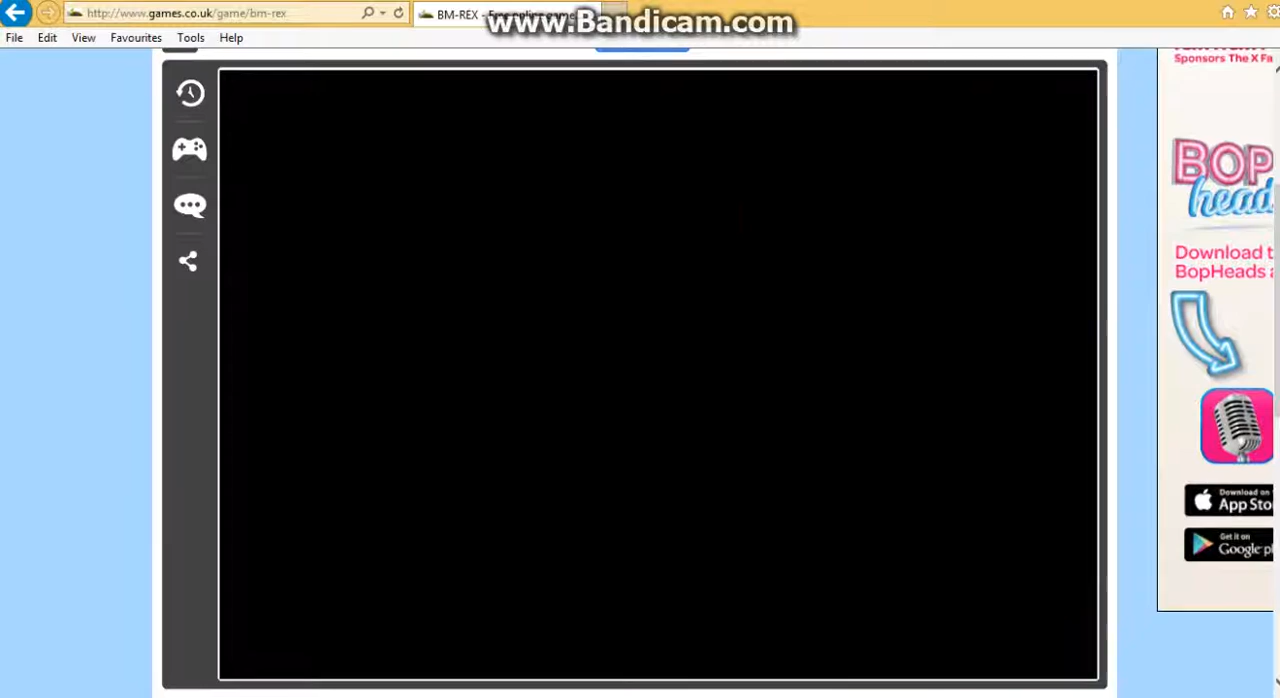 http://www.games.co.uk/game/bm-rex
BM-REX -
www.Bandicam.com
File Edit View Favourites Tools Help
Sponsors The X Fa
BOP
head
Download t
BopHeads a
Download on
App Sto
Get it on
Google pl